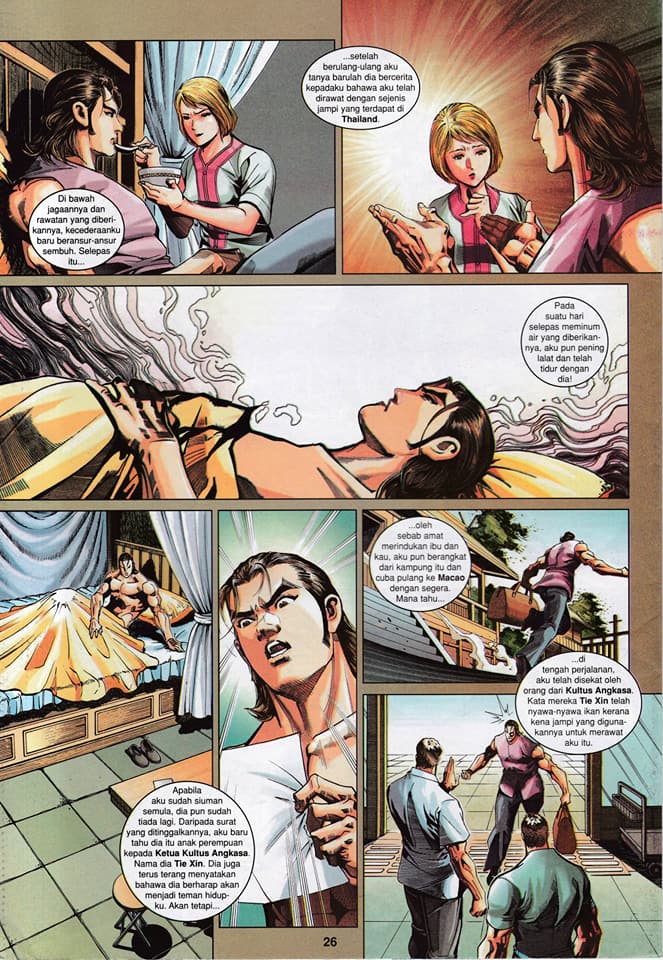 Di bawah
jagaannya dan
rawatan yang diberi-
kannya, kecederaanku
baru beransur-ansur
sembuh. Selepas
itu...
...setelah
berulang-ulang aku
tanya barulah dia bercerita
kepadaku bahawa aku telah
dirawat dengan sejenis
jampi yang terdapat di
Thailand.
Pada
suatu hari
selepas meminum
air yang diberikan-
nya, aku pun pening
lalat dan telah
tidur dengan
dia!
Apabila
aku sudah siuman
semula, dia pun sudah
tiada lagi. Daripada surat
yang ditinggalkannya, aku baru
tahu dia itu anak perempuan
kepada Ketua Kultus Angkasa.
Nama dia Tie Xin. Dia juga
terus terang menyatakan
bahawa dia berharap akan
menjadi teman hidup-
ku. Akan tetapi...
...oleh
sebab amat
merindukan ibu dan
kau, aku pun berangkat
dari kampung itu dan
cuba pulang ke Macao
dengan segera.
Mana tahu...
...di
tengah perjalanan,
aku telah disekat oleh
orang dari Kultus Angkasa.
Kata mereka Tie Xin telah
nyawa-nyawa ikan kerana
kena jampi yang diguna-
kannya untuk merawat
aku itu.
26